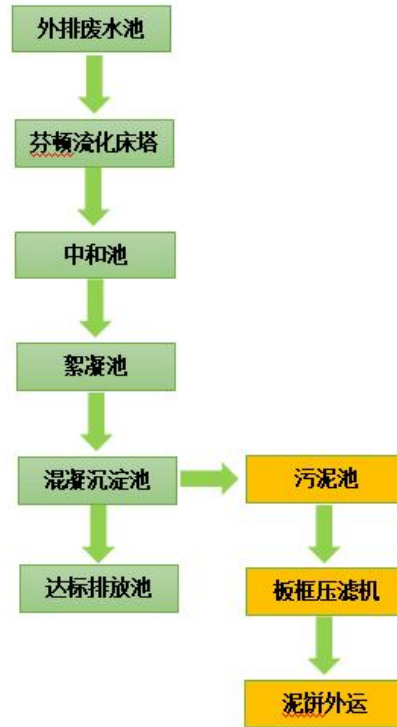 外排废水池
芬顿流化床塔
中和池
絮凝池
混凝沉淀池
污泥池
达标排放池
板框压滤机
泥饼外运